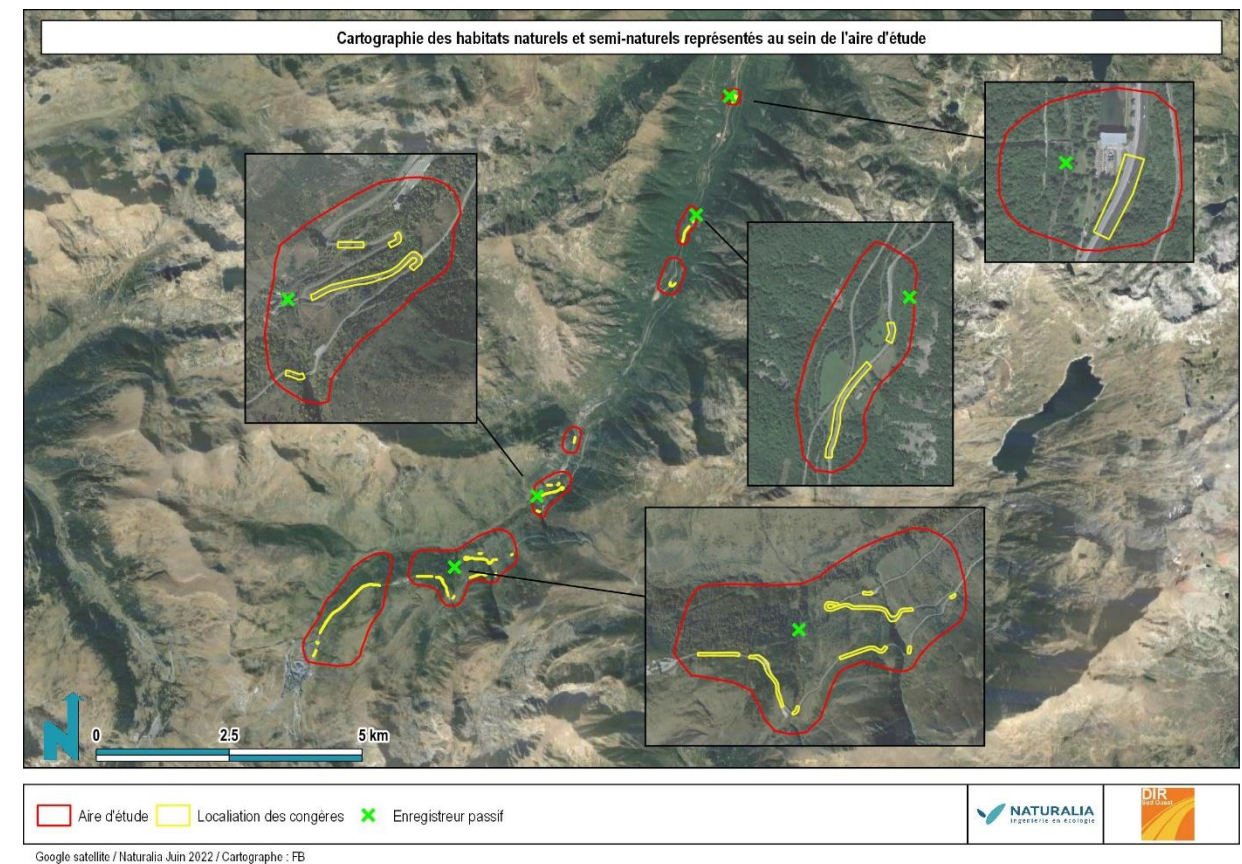 Cartographie des habitats naturels et semi-naturels représentés au sein de l'aire d'étude
N
0 2.5 5 km
Aire d'étude Localiation des congères Enregistreur passif
NATURALIA
ingénierie en écologie
DIR
Sud Ouest
Google satellite / Naturalia Juin 2022 / Cartographe : FB